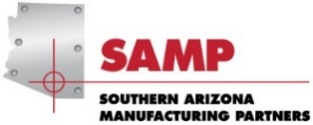 SAMP
SOUTHERN ARIZONA
MANUFACTURING PARTNERS